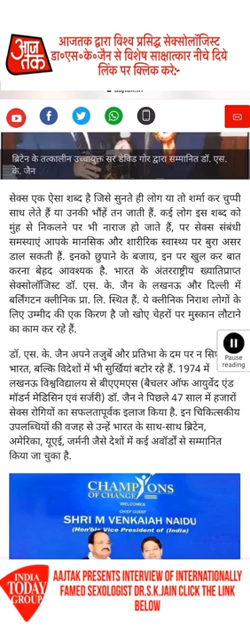 आज
तक
आजतक द्वारा विश्व प्रसिद्ध सेक्सोलॉजिस्ट
डा०एस०के०जैन से विशेष साक्षात्कार नीचे दिये
लिंक पर क्लिक करे:-
ब्रिटेन के तत्कालीन उच्चायुक्त सर डेविड गोर द्वारा सम्मानित डॉ. एस.
के. जैन
सेक्स एक ऐसा शब्द है जिसे सुनते ही लोग या तो शर्मा कर चुप्पी
साध लेते हैं या उनकी भौंहें तन जाती हैं. कई लोग इस शब्द को
मुंह से निकलने पर भी नाराज हो जाते हैं, पर सेक्स संबंधी
समस्याएं आपके मानसिक और शारीरिक स्वास्थ्य पर बुरा असर
डाल सकती हैं. इनको छुपाने के बजाय, इन पर खुल कर बात
करना बेहद आवश्यक है. भारत के अंतरराष्ट्रीय ख्यातिप्राप्त
सेक्सोलॉजिस्ट डॉ. एस. के. जैन के लखनऊ और दिल्ली में
बर्लिंगटन क्लीनिक प्रा. लि. स्थित हैं. ये क्लीनिक निराश लोगों के
लिए उम्मीद की एक किरण है जो खोए चेहरों पर मुस्कान लौटाने
का काम कर रहे हैं.
डॉ. एस. के. जैन अपने तजुर्बे और प्रतिभा के दम पर न सि
भारत, बल्कि विदेशों में भी सुर्खियां बटोर रहे हैं. 1974 में
लखनऊ विश्वविद्यालय से बीएएमएस (बैचलर ऑफ आयुर्वेद एंड
मॉडर्न मेडिसिन एवं सर्जरी) डॉ. जैन ने पिछले 47 साल में हजारों
सेक्स रोगियों का सफलतापूर्वक इलाज किया है. इन चिकित्सकीय
उपलब्धियों की वजह से उन्हें भारत के साथ-साथ ब्रिटेन,
अमेरिका, यूएई, जर्मनी जैसे देशों में कई अवॉर्डों से सम्मानित
किया जा चुका है.
Pause
reading
CHAMPIONS
OF CHANGE
WELCOMES
CHIEF GUEST
SHRI M VENKAIAH NAIDU
(Hon'ble Vice President of India)
INDIA
TODAY
GROUP
AAJTAK PRESENTS INTERVIEW OF INTERNATIONALLY
FAMED SEXOLOGIST DR.S.K.JAIN CLICK THE LINK
BELOW